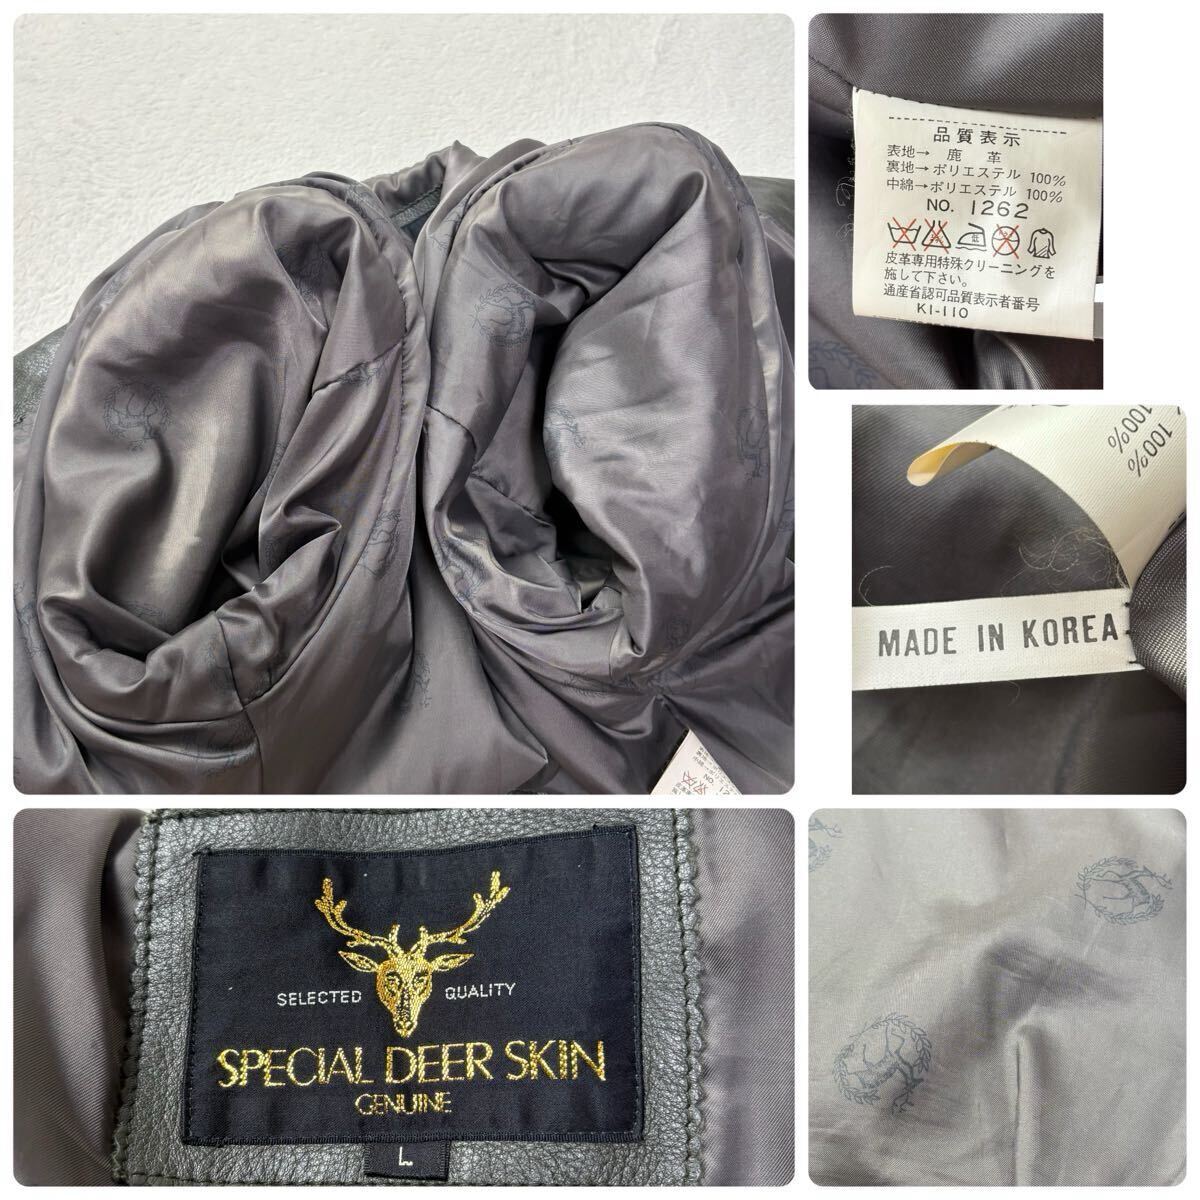 品質表示
表地→ 鹿 革
裏地→ポリエステル 100%
中綿→ポリエステル 100%
NO. 1262
低
皮革専用特殊クリーニングを
施して下さい。
通産省認可品質表示者番号
KI-110
100%
100%
MADE IN KOREA
SELECTED QUALITY
SPECIAL DEER SKIN
GENUINE
L